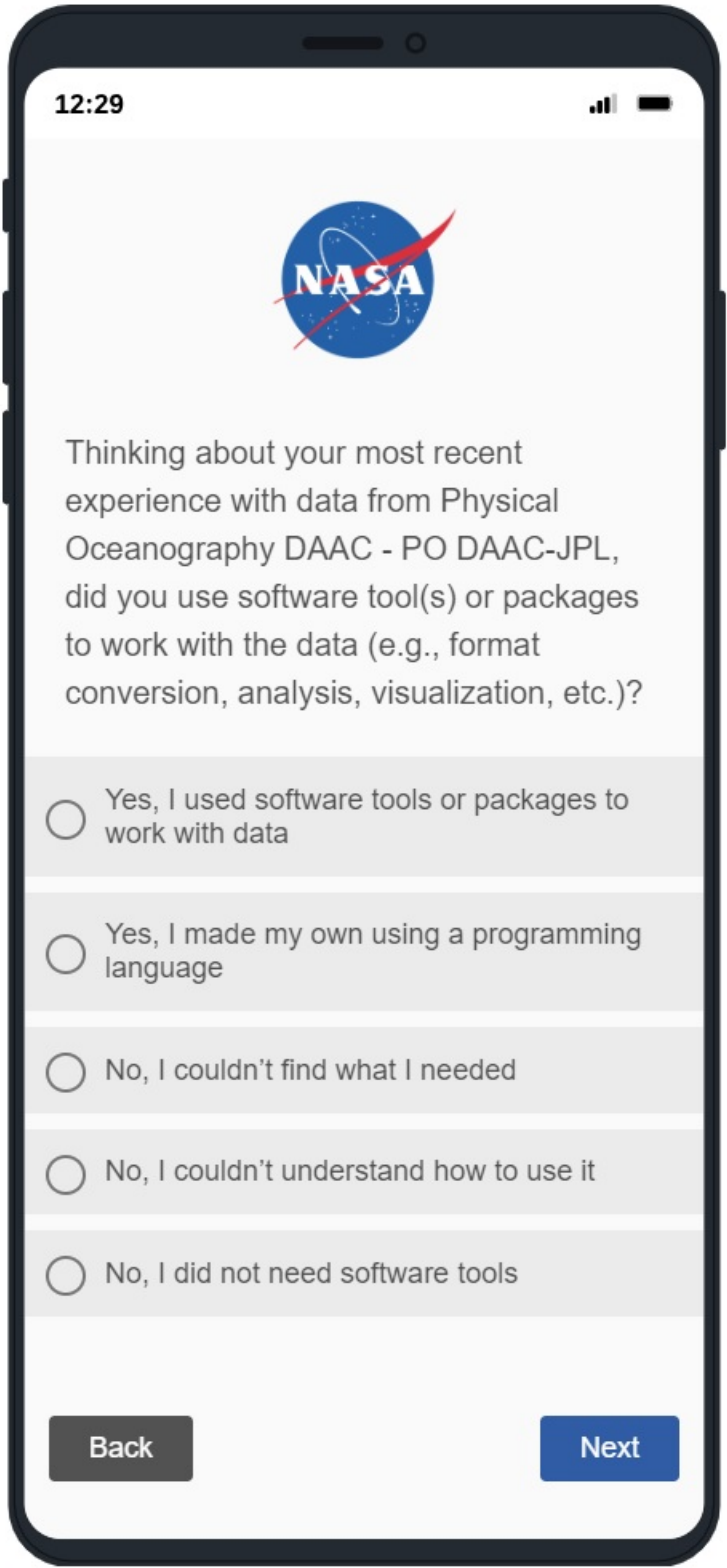 12:29
NASA
Thinking about your most recent
experience with data from Physical
Oceanography DAAC - PO DAAC-JPL,
did you use software tool(s) or packages
to work with the data (e.g., format
conversion, analysis, visualization, etc.)?
Yes, I used software tools or packages to
work with data
Yes, I made my own using a programming
language
No, I couldn’t find what I needed
No, I couldn’t understand how to use it
No, I did not need software tools
Back
Next